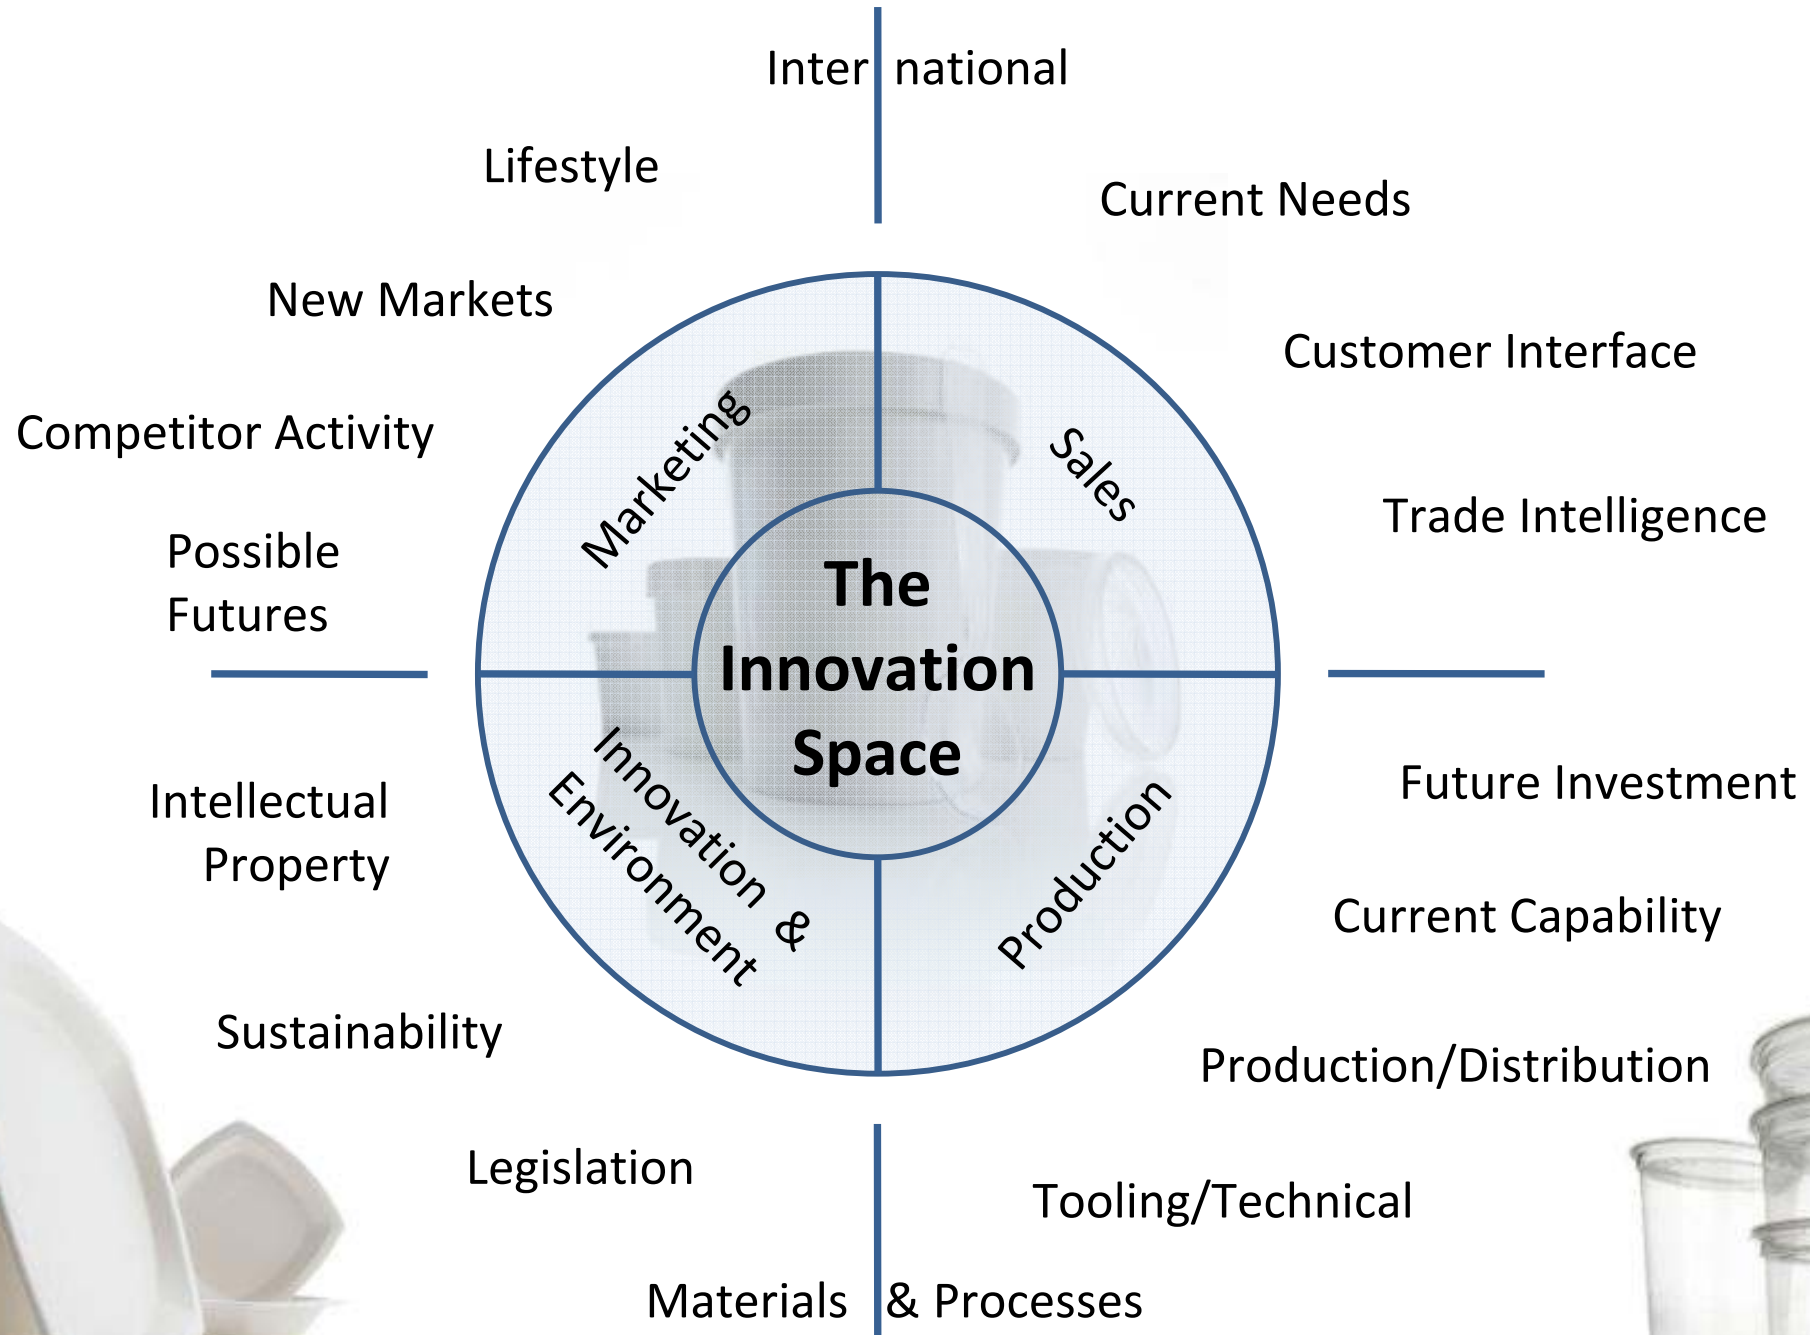 Inter national
Lifestyle
Current Needs
New Markets
Customer Interface
Competitor Activity
Marketing
Sales
Trade Intelligence
Possible
Futures
The
Innovation
Space
Innovation &
Environment
Production
Intellectual
Property
Future Investment
Current Capability
Sustainability
Production/Distribution
Legislation
Tooling/Technical
Materials & Processes